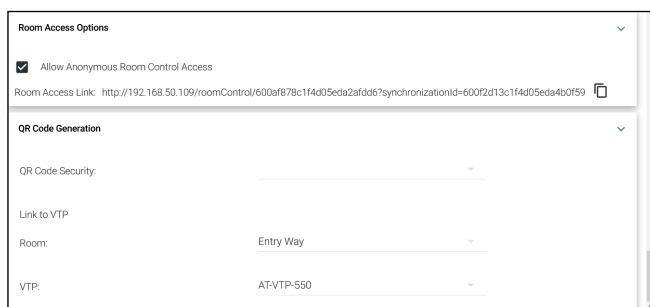 Room Access Options
Allow Anonymous Room Control Access
Room Access Link: http://192.168.50.109/roomControl/600af878c1f4d05eda2afdd6?synchronizationId=600f2d13c1f4d05eda4b0f59
QR Code Generation
QR Code Security:
Link to VTP
Room: Entry Way
VTP: AT-VTP-550